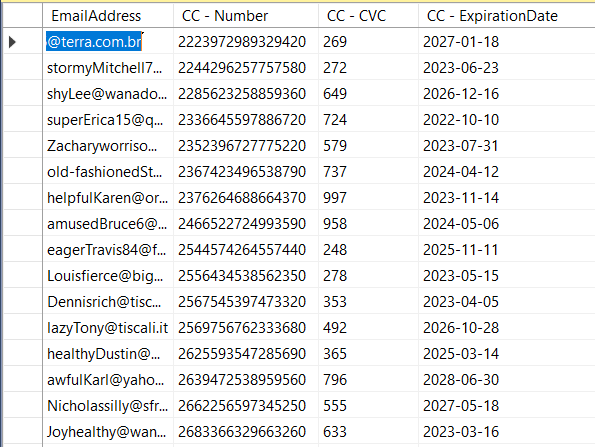 EmailAddress CC - Number CC - CVC CC - ExpirationDate
@terra.com.br 2223972989329420 269 2027-01-18
stormyMitchell7... 2244296257757580 272 2023-06-23
shyLee@wanado... 2285623258859360 649 2026-12-16
superErica15@q... 2336645597886720 724 2022-10-10
Zacharyworriso... 2352396727775220 579 2023-07-31
old-fashionedSt... 2367423496538790 737 2024-04-12
helpfulKaren@or... 2376264688664370 997 2023-11-14
amusedBruce6@... 2466522724993590 958 2024-05-06
eagerTravis84@f... 2544574264557440 248 2025-11-11
Louisfierce@big... 2556434538562350 278 2023-05-15
Dennisrich@tisc... 2567545397473320 353 2023-04-05
lazyTony@tiscali.it 2569756762333680 492 2026-10-28
healthyDustin@... 2625593547285690 365 2025-03-14
awfulKarl@yaho... 2639472538959560 796 2028-06-30
Nicholassilly@sfr... 2662256597345250 555 2027-05-18
Joyhealthy@wan... 2683366329663260 633 2023-03-16